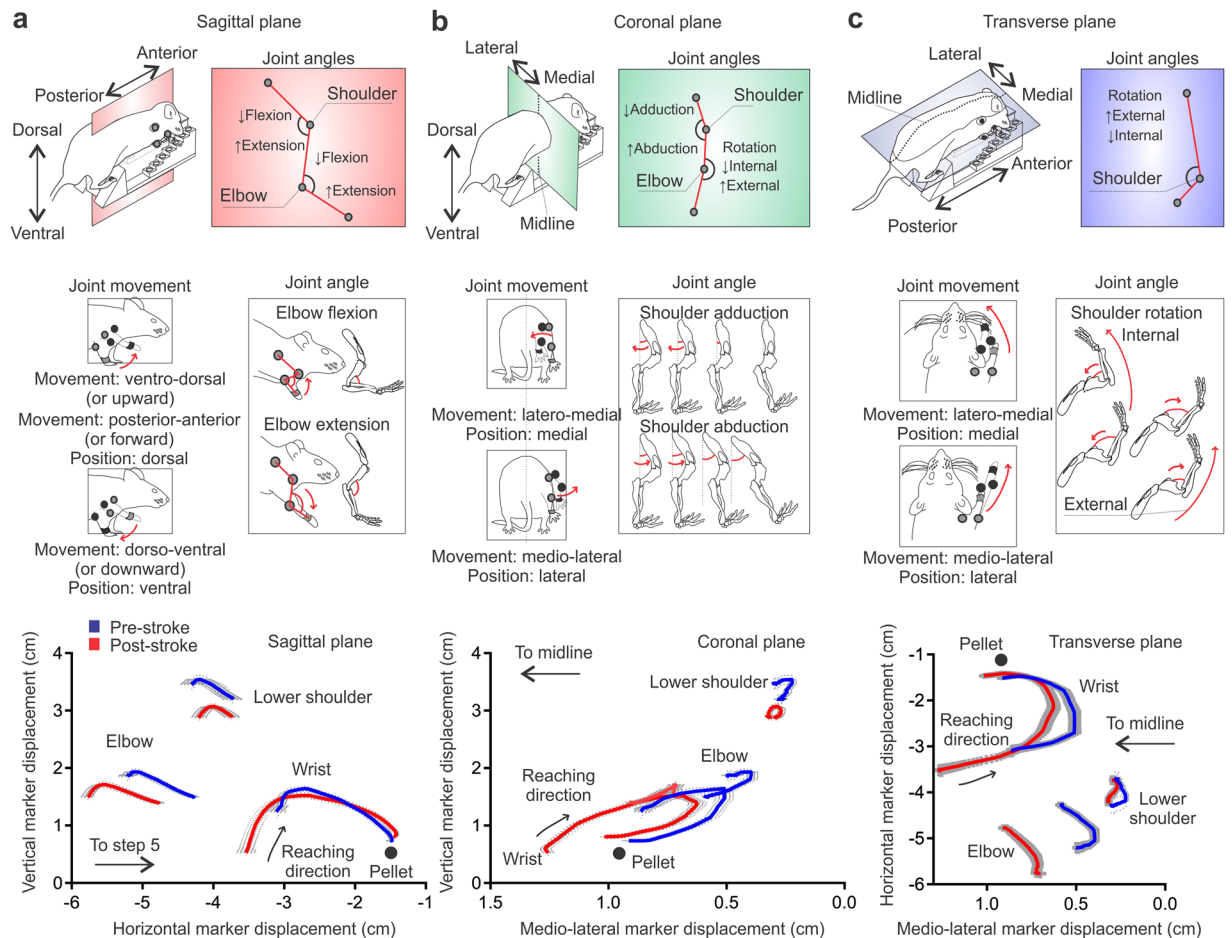 a
Sagittal plane
Anterior
Posterior
Dorsal
Ventral
Joint angles
Shoulder
↓Flexion
↑Extension
↓Flexion
Elbow
↑Extension
Joint movement
Movement: ventro-dorsal
(or upward)
Movement: posterior-anterior
(or forward)
Position: dorsal
Movement: dorso-ventral
(or downward)
Position: ventral
Joint angle
Elbow flexion
Elbow extension
b
Coronal plane
Lateral
Medial
Dorsal
Ventral
Midline
Joint angles
↓Adduction
Shoulder
↑Abduction
Rotation
↓Internal
↑External
Elbow
Joint movement
Movement: latero-medial
Position: medial
Movement: medio-lateral
Position: lateral
Joint angle
Shoulder adduction
Shoulder abduction
c
Transverse plane
Lateral
Medial
Midline
Anterior
Posterior
Joint angles
Rotation
↑External
↓Internal
Shoulder
Joint movement
Movement: latero-medial
Position: medial
Movement: medio-lateral
Position: lateral
Joint angle
Shoulder rotation
Internal
External
Pre-stroke
Post-stroke
Sagittal plane
Vertical marker displacement (cm)
4
3
2
1
0
Lower shoulder
Elbow
Wrist
To step 5
Reaching
direction
Pellet
-6
-5
-4
-3
-2
-1
Horizontal marker displacement (cm)
Coronal plane
Vertical marker displacement (cm)
4
3
2
1
0
To midline
Lower shoulder
Elbow
Reaching
direction
Wrist
Pellet
1.5
1.0
0.5
0.0
Medio-lateral marker displacement (cm)
Transverse plane
Horizontal marker displacement (cm)
-1
-2
-3
-4
-5
-6
Pellet
Wrist
Reaching
direction
To midline
Lower
shoulder
Elbow
1.0
0.5
0.0
Medio-lateral marker displacement (cm)